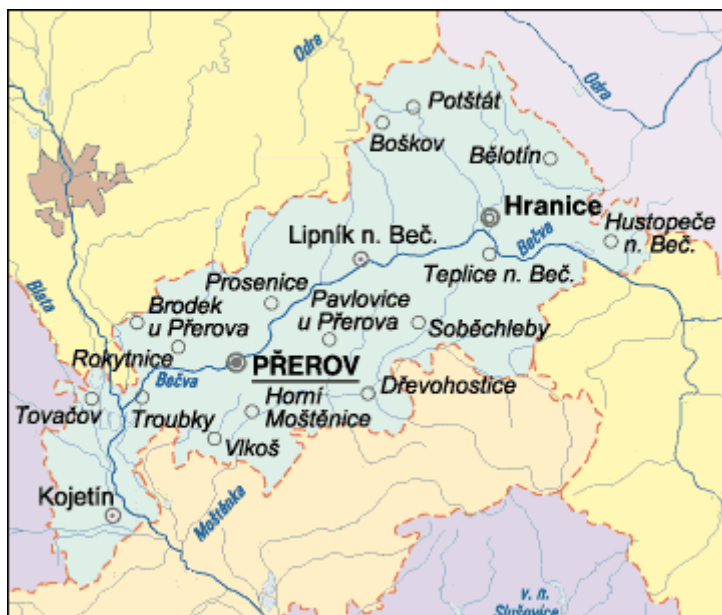 Odra
Odra
Potštát
Boškov
Bělotín
Hranice
Hustopeče
n. Beč.
Lipník n. Beč.
Bečva
Teplice n. Beč.
Blata
Prosenice
Brodek
u Přerova
Pavlovice
u Přerova
Soběchleby
Rokytnice
PŘEROV
Bečva
Dřevohostice
Tovačov
Troubky
Horní
Moštěnice
Vlkoš
Kojetín
Moštěnka
v. n.
Slušovice